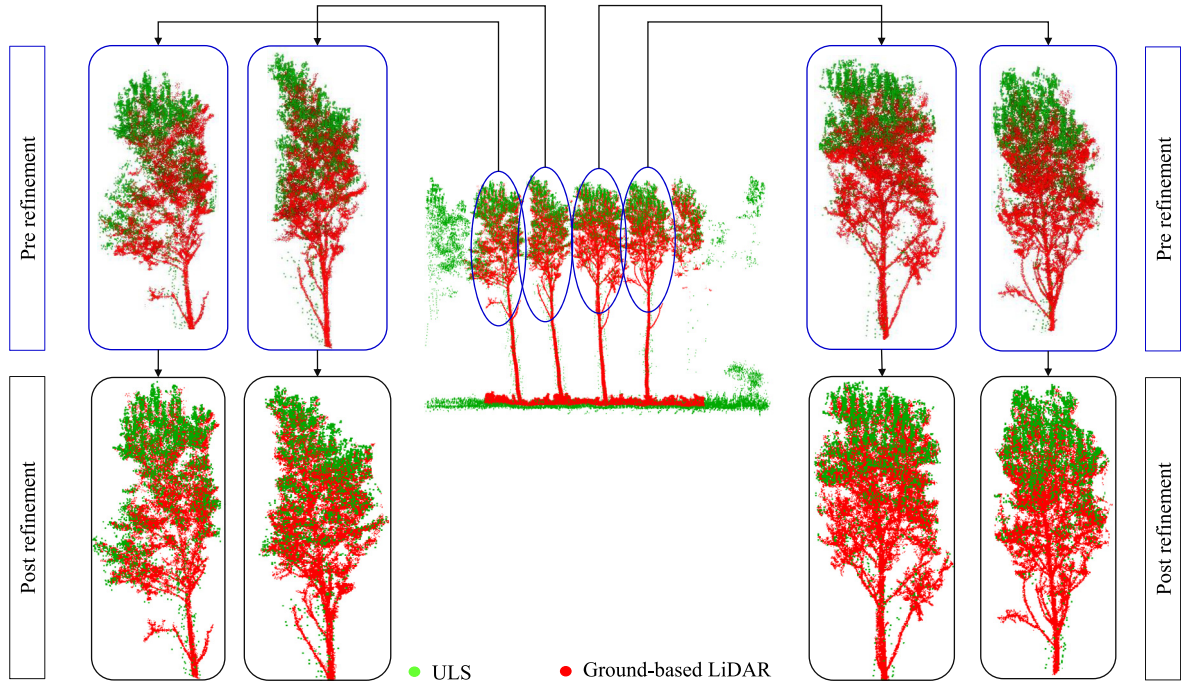 Pre refinement
Pre refinement
Post refinement
Post refinement
ULS
Ground-based LiDAR